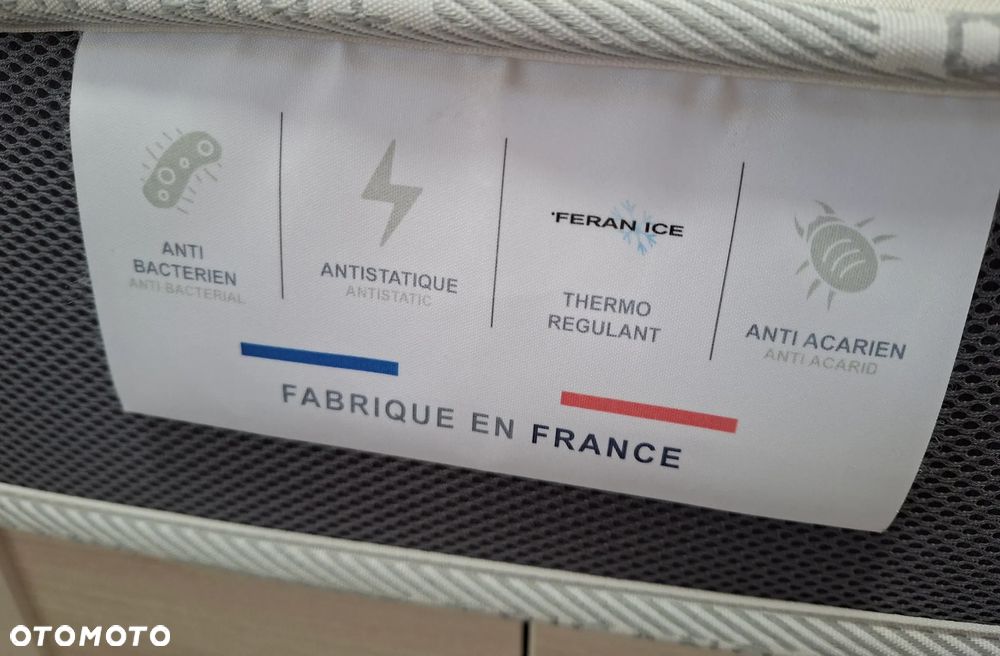 ANTI
BACTERIEN
ANTI BACTERIAL
ANTISTATIQUE
ANTISTATIC
'FERAN ICE
THERMO
REGULANT
ANTI ACARIEN
ANTI ACARID
FABRIQUE EN FRANCE
OTOMOTO